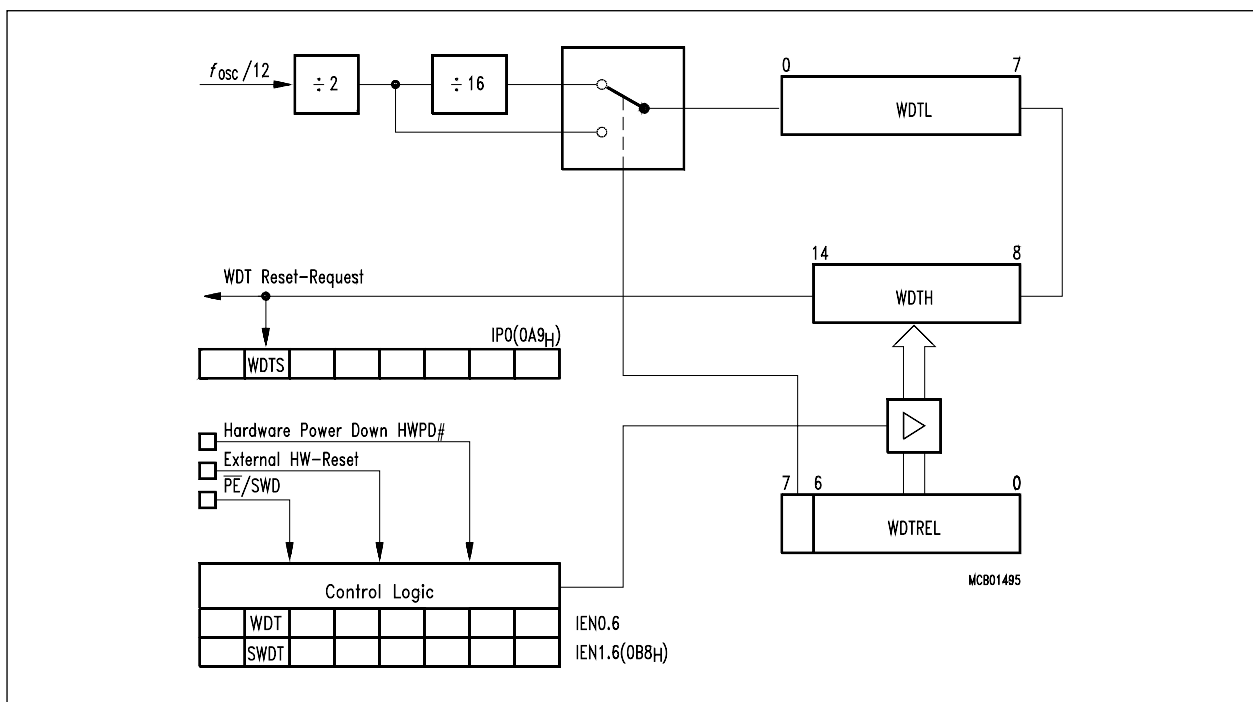 fosc/12
÷2
÷16
0 7
WDTL
14 8
WDTH
WDT Reset-Request
IP0(0A9H)
WDTS
Hardware Power Down HWPD#
External HW-Reset
PE/SWD
7 6 0
WDTREL
MCB01495
Control Logic
WDT IEN0.6
SWDT IEN1.6(0B8H)